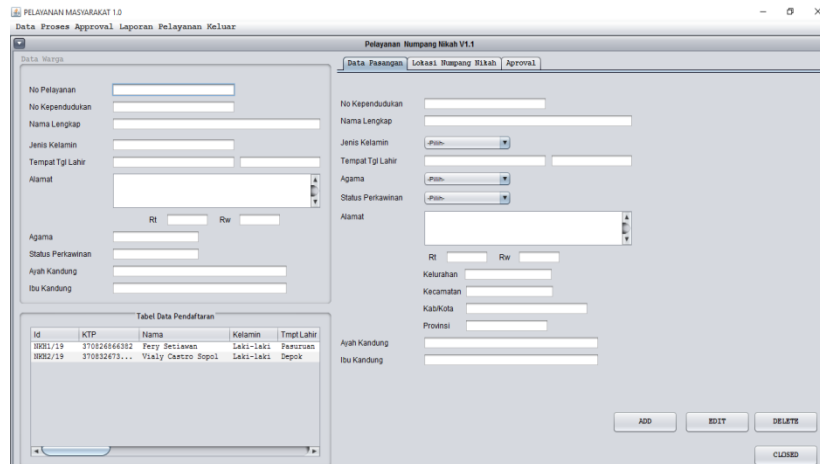 PELAYANAN MASYARAKAT 1.0
Data Proses Approval Laporan Pelayanan Keluar
Pelayanan Numpang Nikah V1.1
Data Warga
No Pelayanan
No Kependudukan
Nama Lengkap
Jenis Kelamin
Tempat Tgl Lahir
Alamat
Rt Rw
Agama
Status Perkawinan
Ayah Kandung
Ibu Kandung
Tabel Data Pendaftaran
Id KTP Nama Kelamin Tmpt Lahir
NKH1/19 370826866382 Fery Setiawan Laki-laki Pasuruan
NKH2/19 370832673... Vialy Castro Sopol Laki-laki Depok
Data Pasangan Lokasi Numpang Nikah Aproval
No Kependudukan
Nama Lengkap
Jenis Kelamin -Pilih-
Tempat Tgl Lahir
Agama -Pilih-
Status Perkawinan -Pilih-
Alamat
Rt Rw
Kelurahan
Kecamatan
Kab/Kota
Provinsi
Ayah Kandung
Ibu Kandung
ADD EDIT DELETE
CLOSED